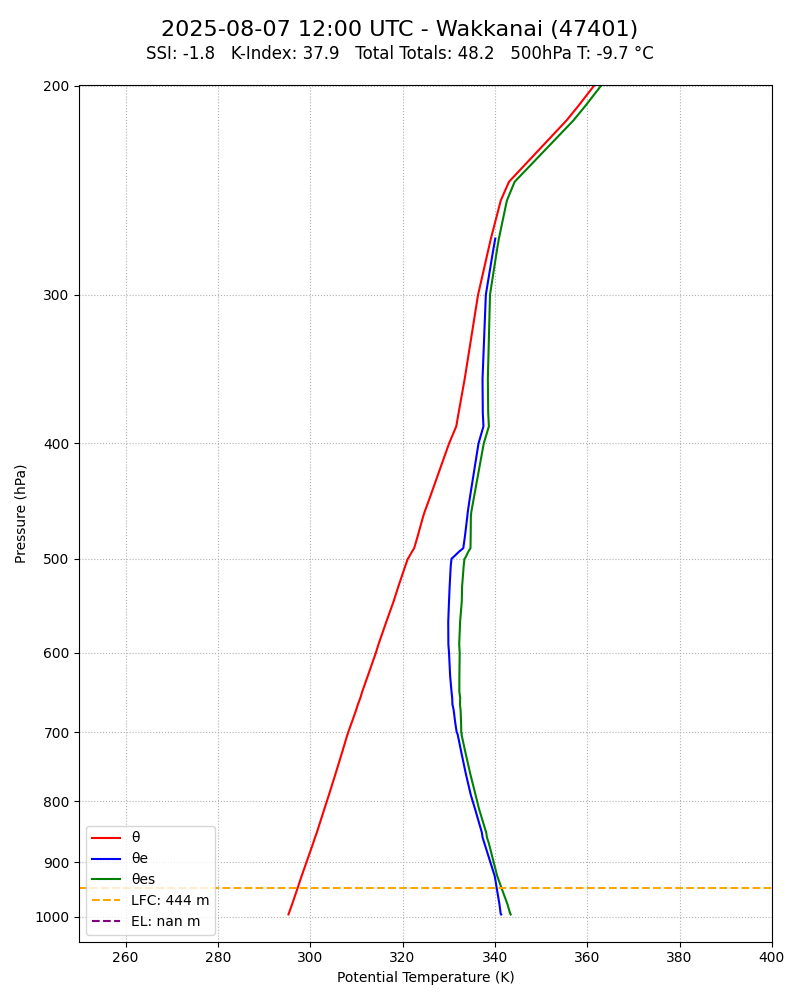 2025-08-07 12:00 UTC - Wakkanai (47401)
SSI: -1.8   K-Index: 37.9   Total Totals: 48.2   500hPa T: -9.7 °C
200
300
400
500
600
700
800
900
1000
Pressure (hPa)
θ
θe
θes
LFC: 444 m
EL: nan m
260 280 300 320 340 360 380 400
Potential Temperature (K)